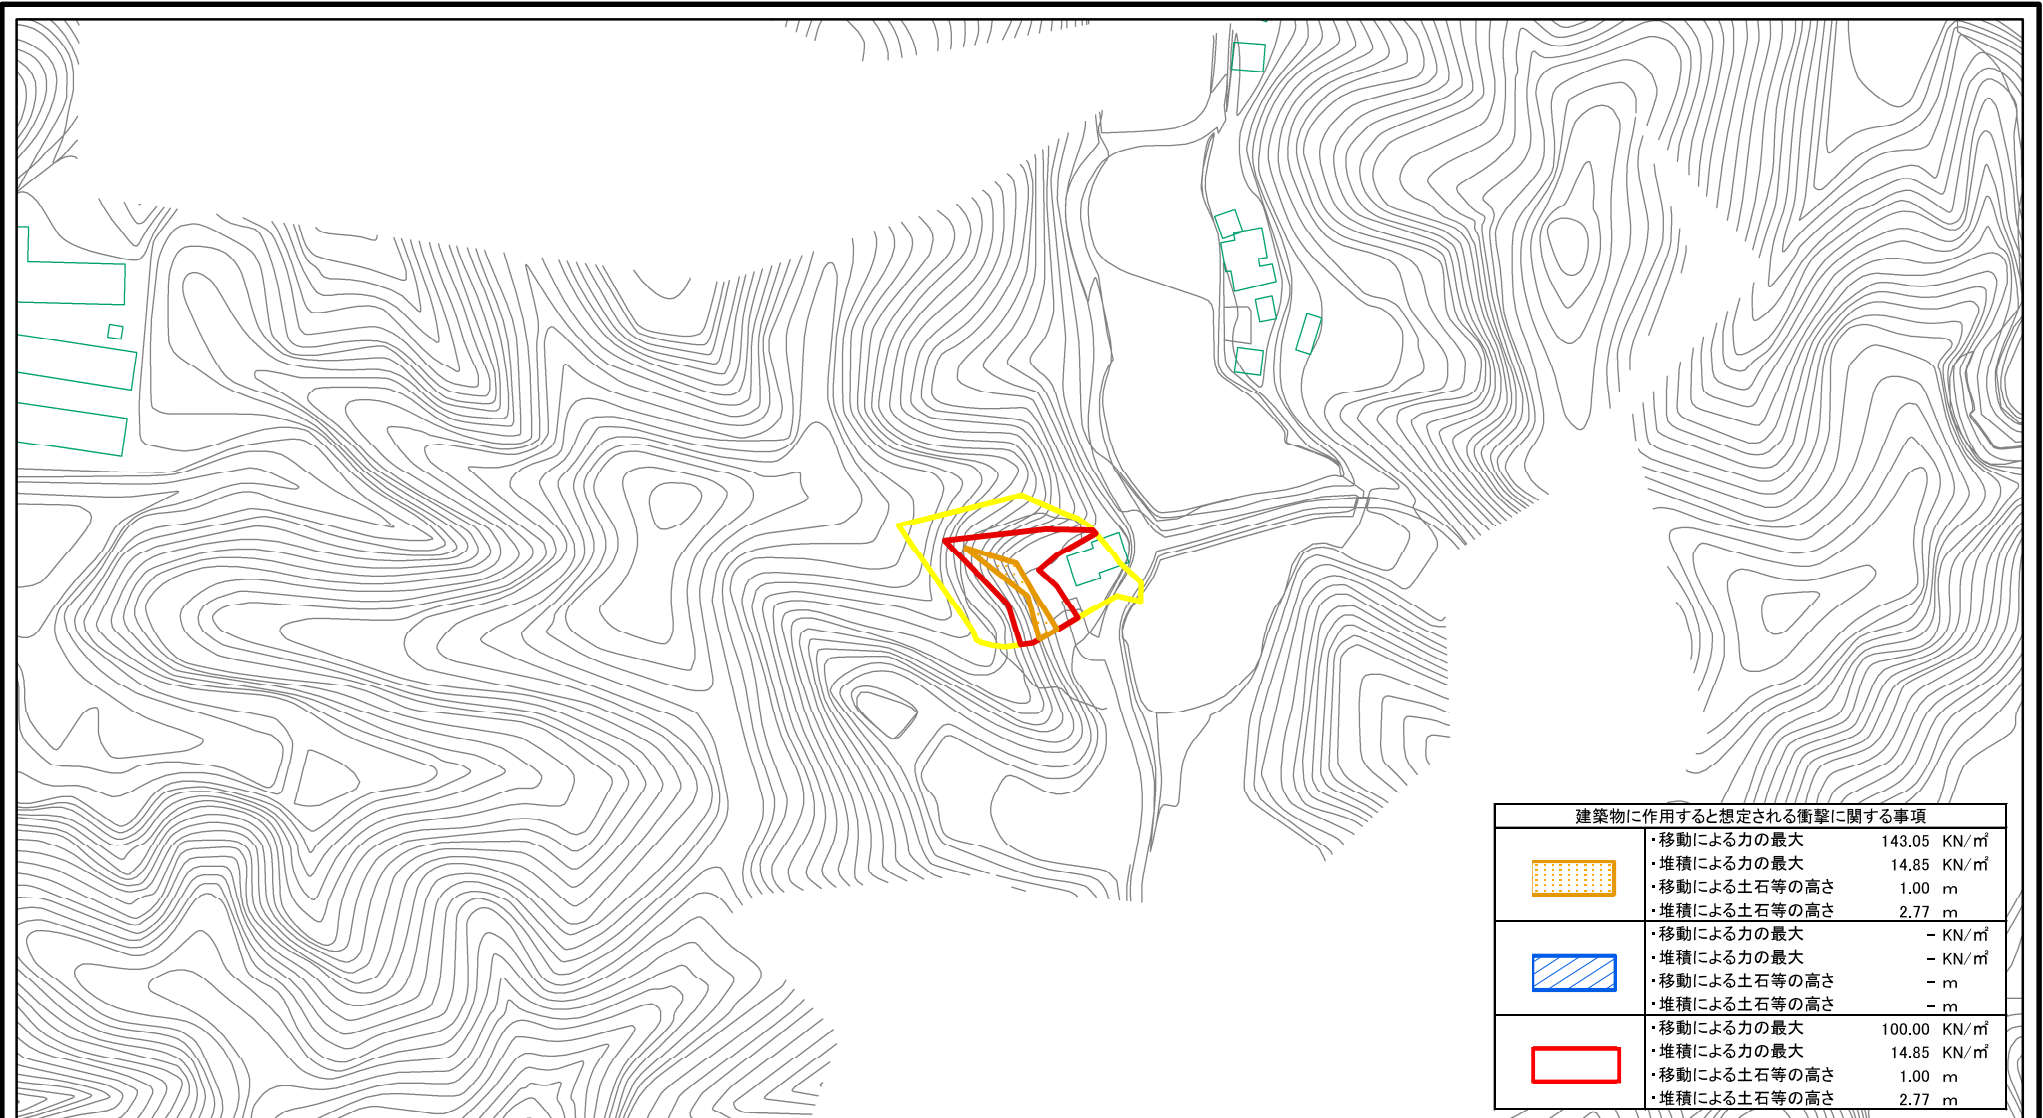 建築物に作用すると想定される衝撃に関する事項
・移動による力の最大 143.05 KN/㎡
・堆積による力の最大 14.85 KN/㎡
・移動による土石等の高さ 1.00 m
・堆積による土石等の高さ 2.77 m
・移動による力の最大 - KN/㎡
・堆積による力の最大 - KN/㎡
・移動による土石等の高さ - m
・堆積による土石等の高さ - m
・移動による力の最大 100.00 KN/㎡
・堆積による力の最大 14.85 KN/㎡
・移動による土石等の高さ 1.00 m
・堆積による土石等の高さ 2.77 m